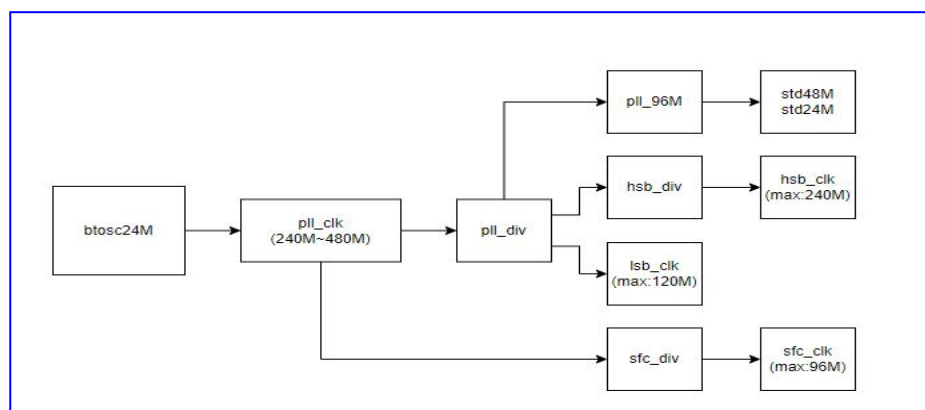 pll_96M
std48M
std24M
hsb_div
hsb_clk
(max:240M)
btosc24M
pll_clk
(240M~480M)
pll_div
lsb_clk
(max:120M)
sfc_div
sfc_clk
(max:96M)